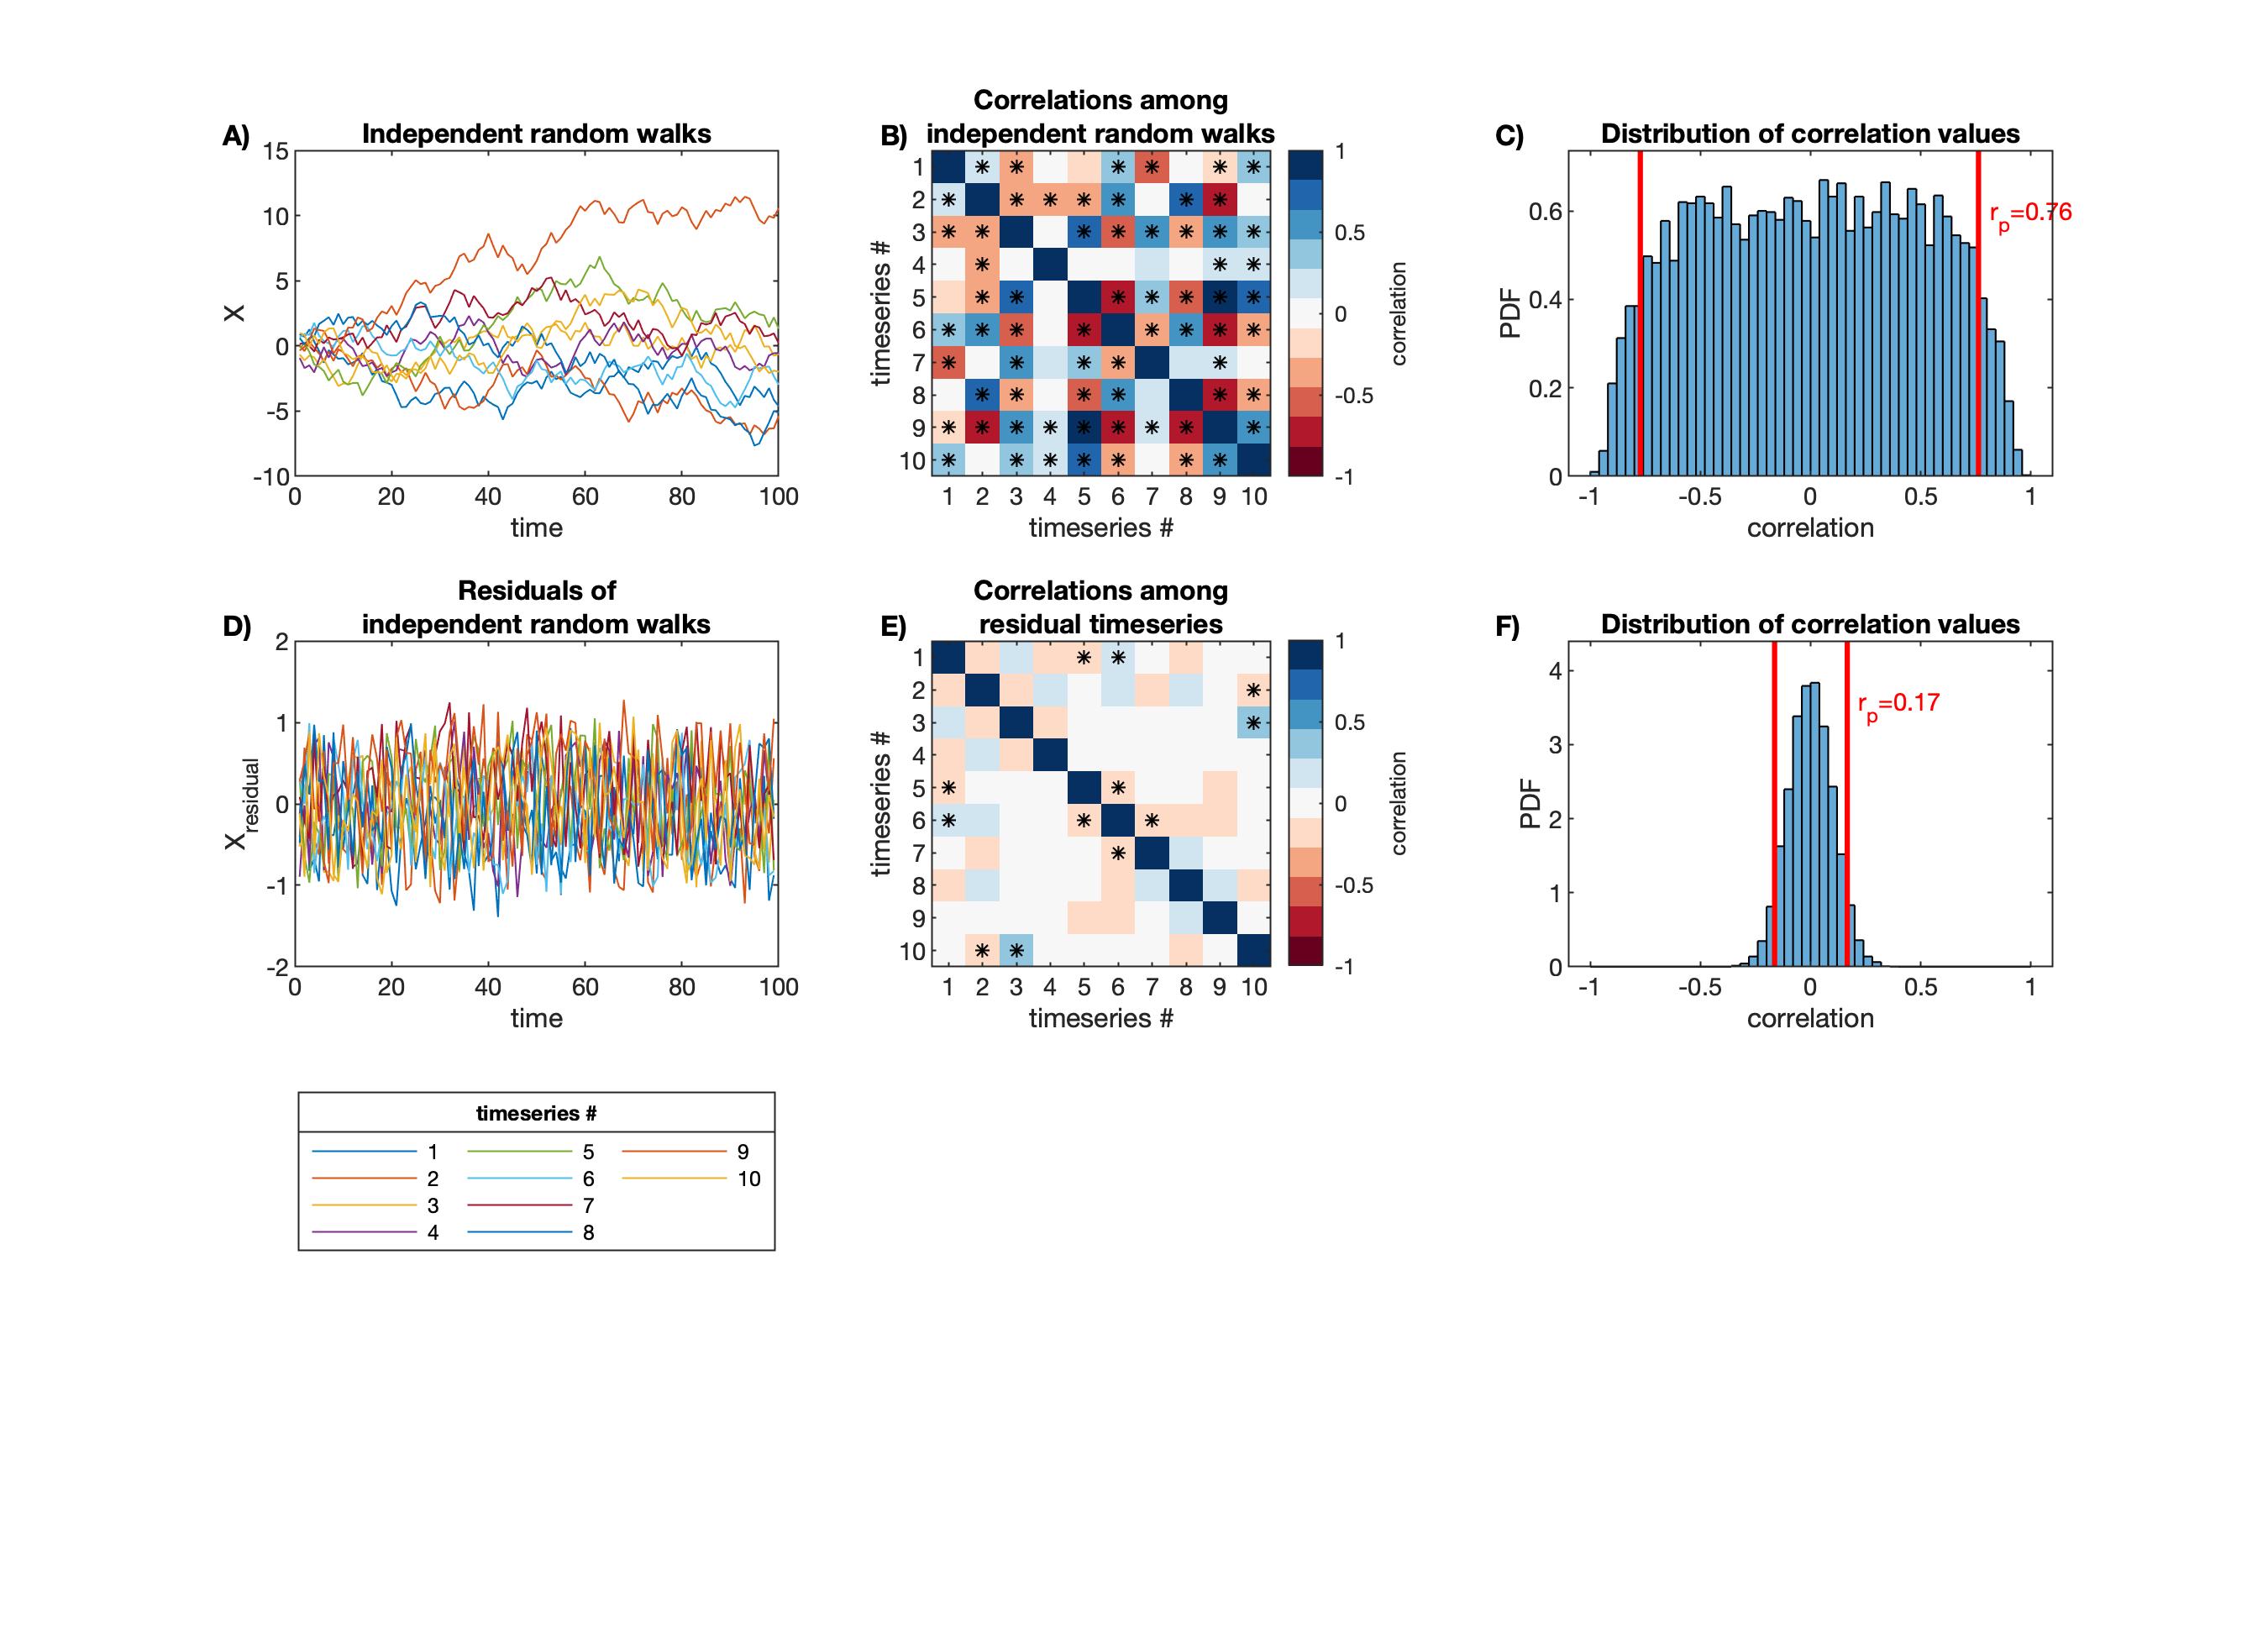 A)
Independent random walks
15
10
5
0
-5
-10
X
0 20 40 60 80 100
time
B)
Correlations among
independent random walks
1
2
3
4
5
6
7
8
9
10
timeseries #
1 2 3 4 5 6 7 8 9 10
timeseries #
1
0.5
0
-0.5
-1
correlation
C)
Distribution of correlation values
0.6
0.4
0.2
0
PDF
rp=0.76
-1 -0.5 0 0.5 1
correlation
D)
Residuals of
independent random walks
2
1
0
-1
-2
Xresidual
0 20 40 60 80 100
time
E)
Correlations among
residual timeseries
1
2
3
4
5
6
7
8
9
10
timeseries #
1 2 3 4 5 6 7 8 9 10
timeseries #
1
0.5
0
-0.5
-1
correlation
F)
Distribution of correlation values
4
3
2
1
0
PDF
rp=0.17
-1 -0.5 0 0.5 1
correlation
timeseries #
1 5 9
2 6 10
3 7
4 8